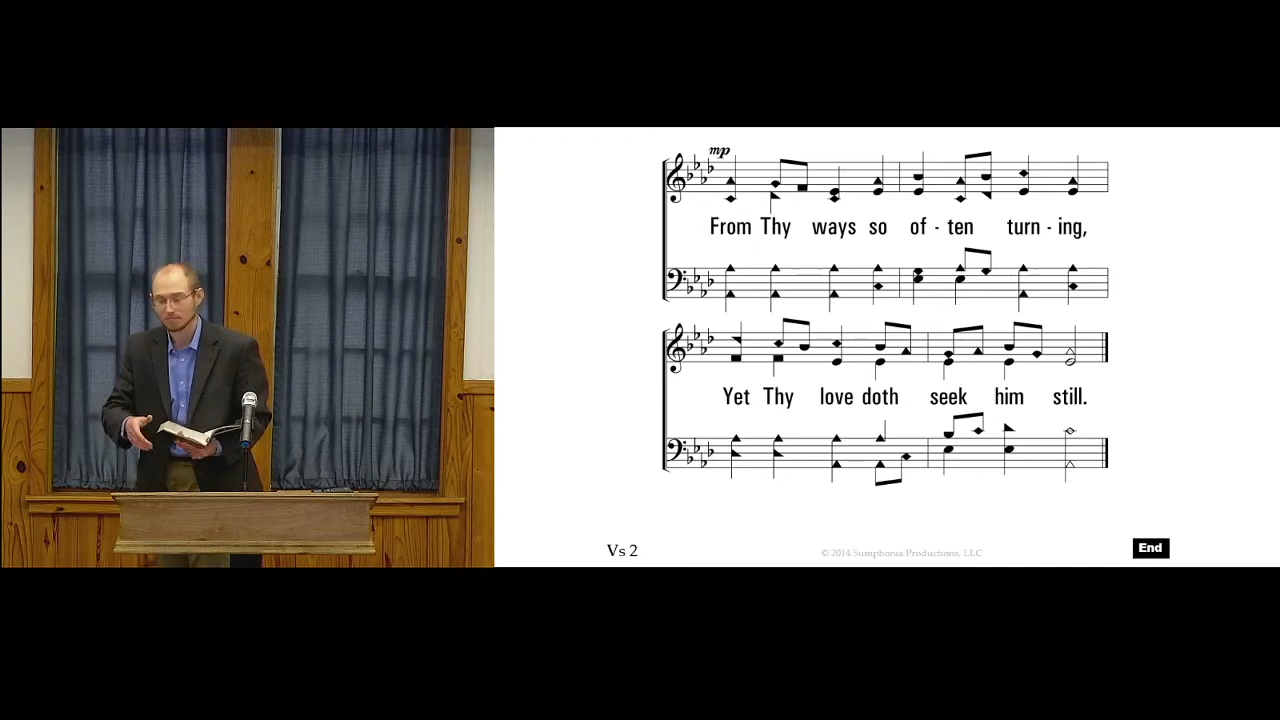 mp
From Thy ways so of - ten turn - ing,
Yet Thy love doth seek him still.
Vs 2
© 2014 Sumphonia Productions, LLC
End